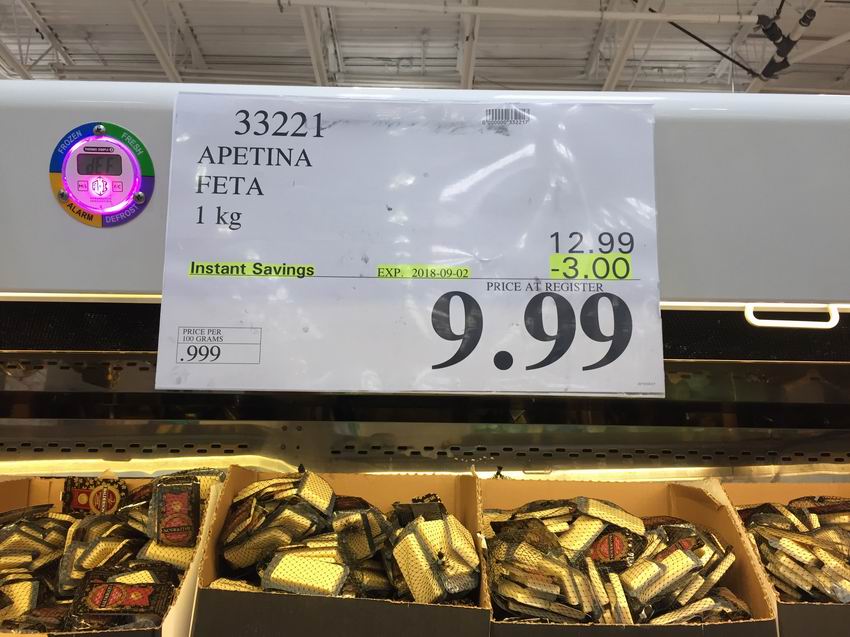 33221
APETINA
FETA
1 kg
12.99
Instant Savings
EXP. 2018-09-02
-3.00
PRICE AT REGISTER
9.99
PRICE PER
100 GRAMS
.999
FROZEN
FRESH
ALARM
DEFROST
dEF